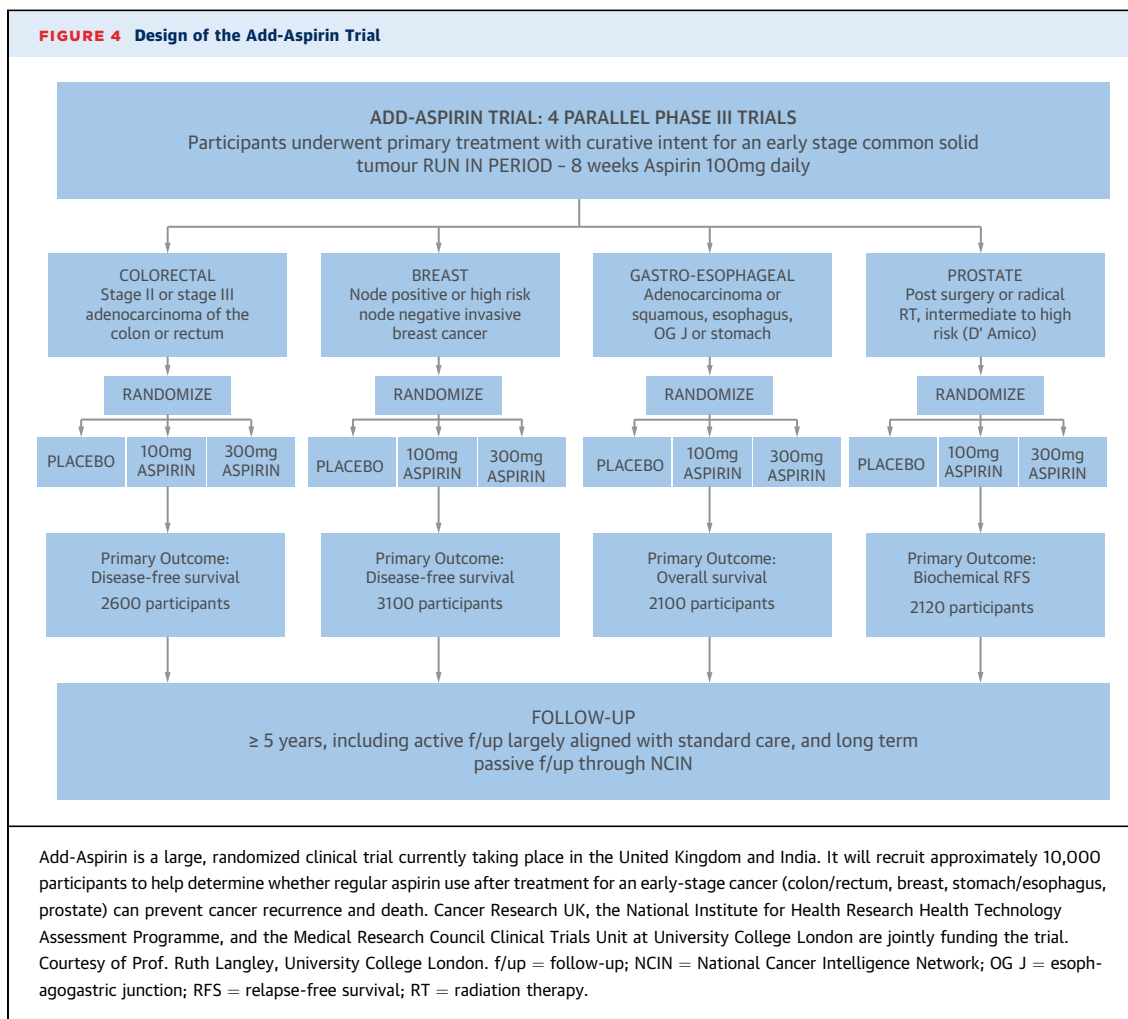 FIGURE 4 Design of the Add-Aspirin Trial
ADD-ASPIRIN TRIAL: 4 PARALLEL PHASE III TRIALS
Participants underwent primary treatment with curative intent for an early stage common solid
tumour RUN IN PERIOD – 8 weeks Aspirin 100mg daily
COLORECTAL
Stage II or stage III
adenocarcinoma of the
colon or rectum
BREAST
Node positive or high risk
node negative invasive
breast cancer
GASTRO-ESOPHAGEAL
Adenocarcinoma or
squamous, esophagus,
OG J or stomach
PROSTATE
Post surgery or radical
RT, intermediate to high
risk (D' Amico)
RANDOMIZE
RANDOMIZE
RANDOMIZE
RANDOMIZE
PLACEBO
100mg
ASPIRIN
300mg
ASPIRIN
PLACEBO
100mg
ASPIRIN
300mg
ASPIRIN
PLACEBO
100mg
ASPIRIN
300mg
ASPIRIN
PLACEBO
100mg
ASPIRIN
300mg
ASPIRIN
Primary Outcome:
Disease-free survival
2600 participants
Primary Outcome:
Disease-free survival
3100 participants
Primary Outcome:
Overall survival
2100 participants
Primary Outcome:
Biochemical RFS
2120 participants
FOLLOW-UP
≥ 5 years, including active f/up largely aligned with standard care, and long term
passive f/up through NCIN
Add-Aspirin is a large, randomized clinical trial currently taking place in the United Kingdom and India. It will recruit approximately 10,000
participants to help determine whether regular aspirin use after treatment for an early-stage cancer (colon/rectum, breast, stomach/esophagus,
prostate) can prevent cancer recurrence and death. Cancer Research UK, the National Institute for Health Research Health Technology
Assessment Programme, and the Medical Research Council Clinical Trials Unit at University College London are jointly funding the trial.
Courtesy of Prof. Ruth Langley, University College London. f/up = follow-up; NCIN = National Cancer Intelligence Network; OG J = esoph-
agogastric junction; RFS = relapse-free survival; RT = radiation therapy.